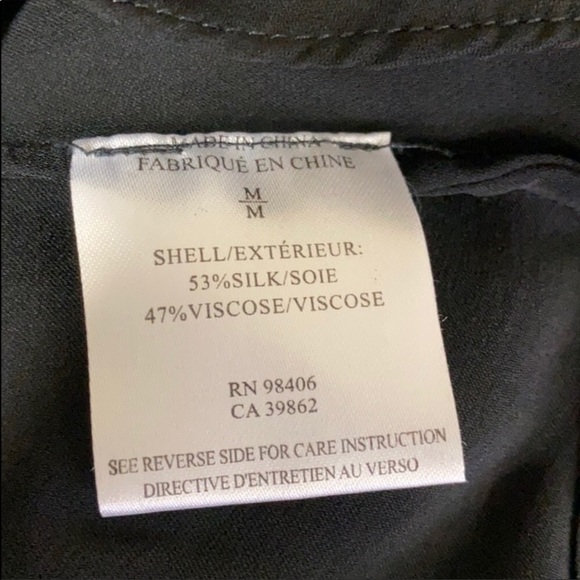 MADE IN CHINA
FABRIQUÉ EN CHINE
M
M
SHELL/EXTÉRIEUR:
53%SILK/SOIE
47%VISCOSE/VISCOSE
RN 98406
CA 39862
SEE REVERSE SIDE FOR CARE INSTRUCTION
DIRECTIVE D'ENTRETIEN AU VERSO